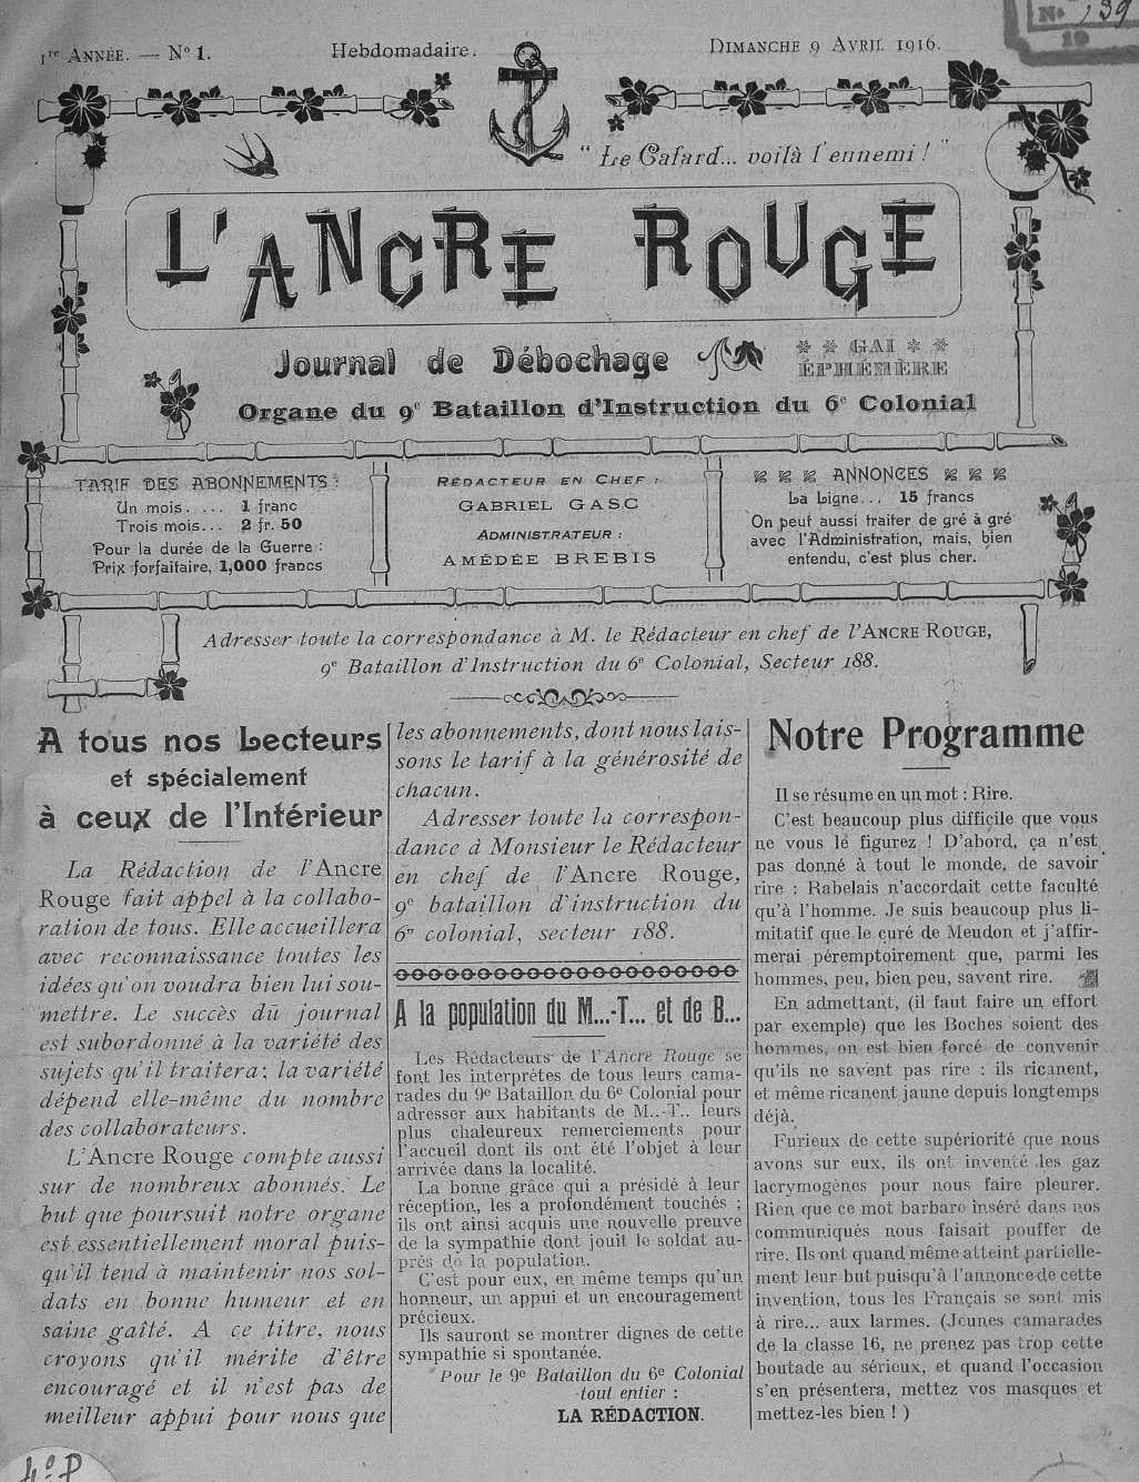 1re ANNÉE. — N° 1.
Hebdomadaire.
DIMANCHE 9 AVRIL 1916.
N° 139
19
" Le Cafard... voilà l'ennemi ! "
L'ANCRE ROUGE
Journal de Débochage
GAI
ÉPHÉMÈRE
Organe du 9e Bataillon d'Instruction du 6e Colonial
TARIF DES ABONNEMENTS :
Un mois. ... 1 franc
Trois mois... 2 fr. 50
Pour la durée de la Guerre :
Prix forfaitaire, 1,000 francs
RÉDACTEUR EN CHEF :
GABRIEL GASC
ADMINISTRATEUR :
AMÉDÉE BREBIS
ANNONCES
La Ligne... 15 francs
On peut aussi traiter de gré à gré
avec l'Administration, mais, bien
entendu, c'est plus cher.
Adresser toute la correspondance à M. le Rédacteur en chef de l'ANCRE ROUGE,
9e Bataillon d'Instruction du 6e Colonial, Secteur 188.
A tous nos Lecteurs
et spécialement
à ceux de l'Intérieur
La Rédaction de l'Ancre
Rouge fait appel à la collabo-
ration de tous. Elle accueillera
avec reconnaissance toutes les
idées qu'on voudra bien lui sou-
mettre. Le succès du journal
est subordonné à la variété des
sujets qu'il traitera; la variété
dépend elle-même du nombre
des collaborateurs.
L'Ancre Rouge compte aussi
sur de nombreux abonnés. Le
but que poursuit notre organe
est essentiellement moral puis-
qu'il tend à maintenir nos sol-
dats en bonne humeur et en
saine gaîté. A ce titre, nous
croyons qu'il mérite d'être
encouragé et il n'est pas de
meilleur appui pour nous que
les abonnements, dont nous lais-
sons le tarif à la générosité de
chacun.
Adresser toute la correspon-
dance à Monsieur le Rédacteur
en chef de l'Ancre Rouge,
9e bataillon d'instruction du
6e colonial, secteur 188.
A la population du M...-T... et de B...
Les Rédacteurs de l'Ancre Rouge se
font les interprètes de tous leurs cama-
rades du 9e Bataillon du 6e Colonial pour
adresser aux habitants de M..-T.. leurs
plus chaleureux remerciements pour
l'accueil dont ils ont été l'objet à leur
arrivée dans la localité.
La bonne grâce qui a présidé à leur
réception, les a profondément touchés ;
ils ont ainsi acquis une nouvelle preuve
de la sympathie dont jouit le soldat au-
près de la population.
C'est pour eux, en même temps qu'un
honneur, un appui et un encouragement
précieux.
Ils sauront se montrer dignes de cette
sympathie si spontanée.
Pour le 9e Bataillon du 6e Colonial
tout entier :
LA RÉDACTION.
Notre Programme
Il se résume en un mot : Rire.
C'est beaucoup plus difficile que vous
ne vous le figurez ! D'abord, ça n'est
pas donné à tout le monde, de savoir
rire : Rabelais n'accordait cette faculté
qu'à l'homme. Je suis beaucoup plus li-
mitatif que le curé de Meudon et j'affir-
merai péremptoirement que, parmi les
hommes, peu, bien peu, savent rire.
En admettant, (il faut faire un effort
par exemple) que les Boches soient des
hommes, on est bien forcé de convenir
qu'ils ne savent pas rire : ils ricanent,
et même ricanent jaune depuis longtemps
déjà.
Furieux de cette supériorité que nous
avons sur eux, ils ont inventé les gaz
lacrymogènes pour nous faire pleurer.
Rien que ce mot barbare inséré dans nos
communiqués nous faisait pouffer de
rire. Ils ont quand même atteint partielle-
ment leur but puisqu'à l'annonce de cette
invention, tous les Français se sont mis
à rire... aux larmes. (Jeunes camarades
de la classe 16, ne prenez pas trop cette
boutade au sérieux, et quand l'occasion
s'en présentera, mettez vos masques et
mettez-les bien ! )
4° P